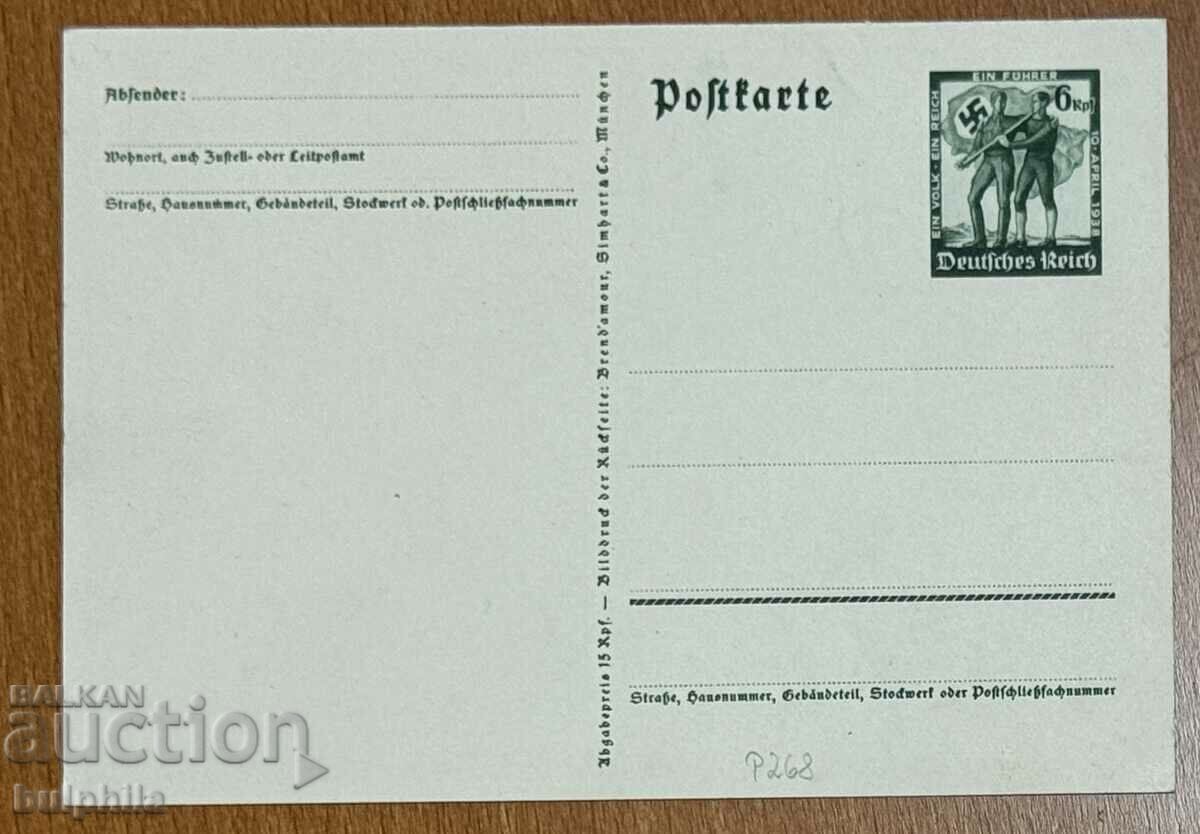 Absender:
Wohnort, auch Zustell- oder Leitpostamt
Straße, Hausnummer, Gebäudeteil, Stockwerk od. Postschließfachnummer
Abgabepreis 15 Rpf. — Bilddruck der Rückseite: Brend'amour, Simhart & Co., München
Postkarte
EIN FÜHRER
EIN VOLK · EIN REICH
6 Rpf
10. APRIL 1938
Deutsches Reich
Straße, Hausnummer, Gebäudeteil, Stockwerk oder Postschließfachnummer
P268
BALKAN
auction
bulphila